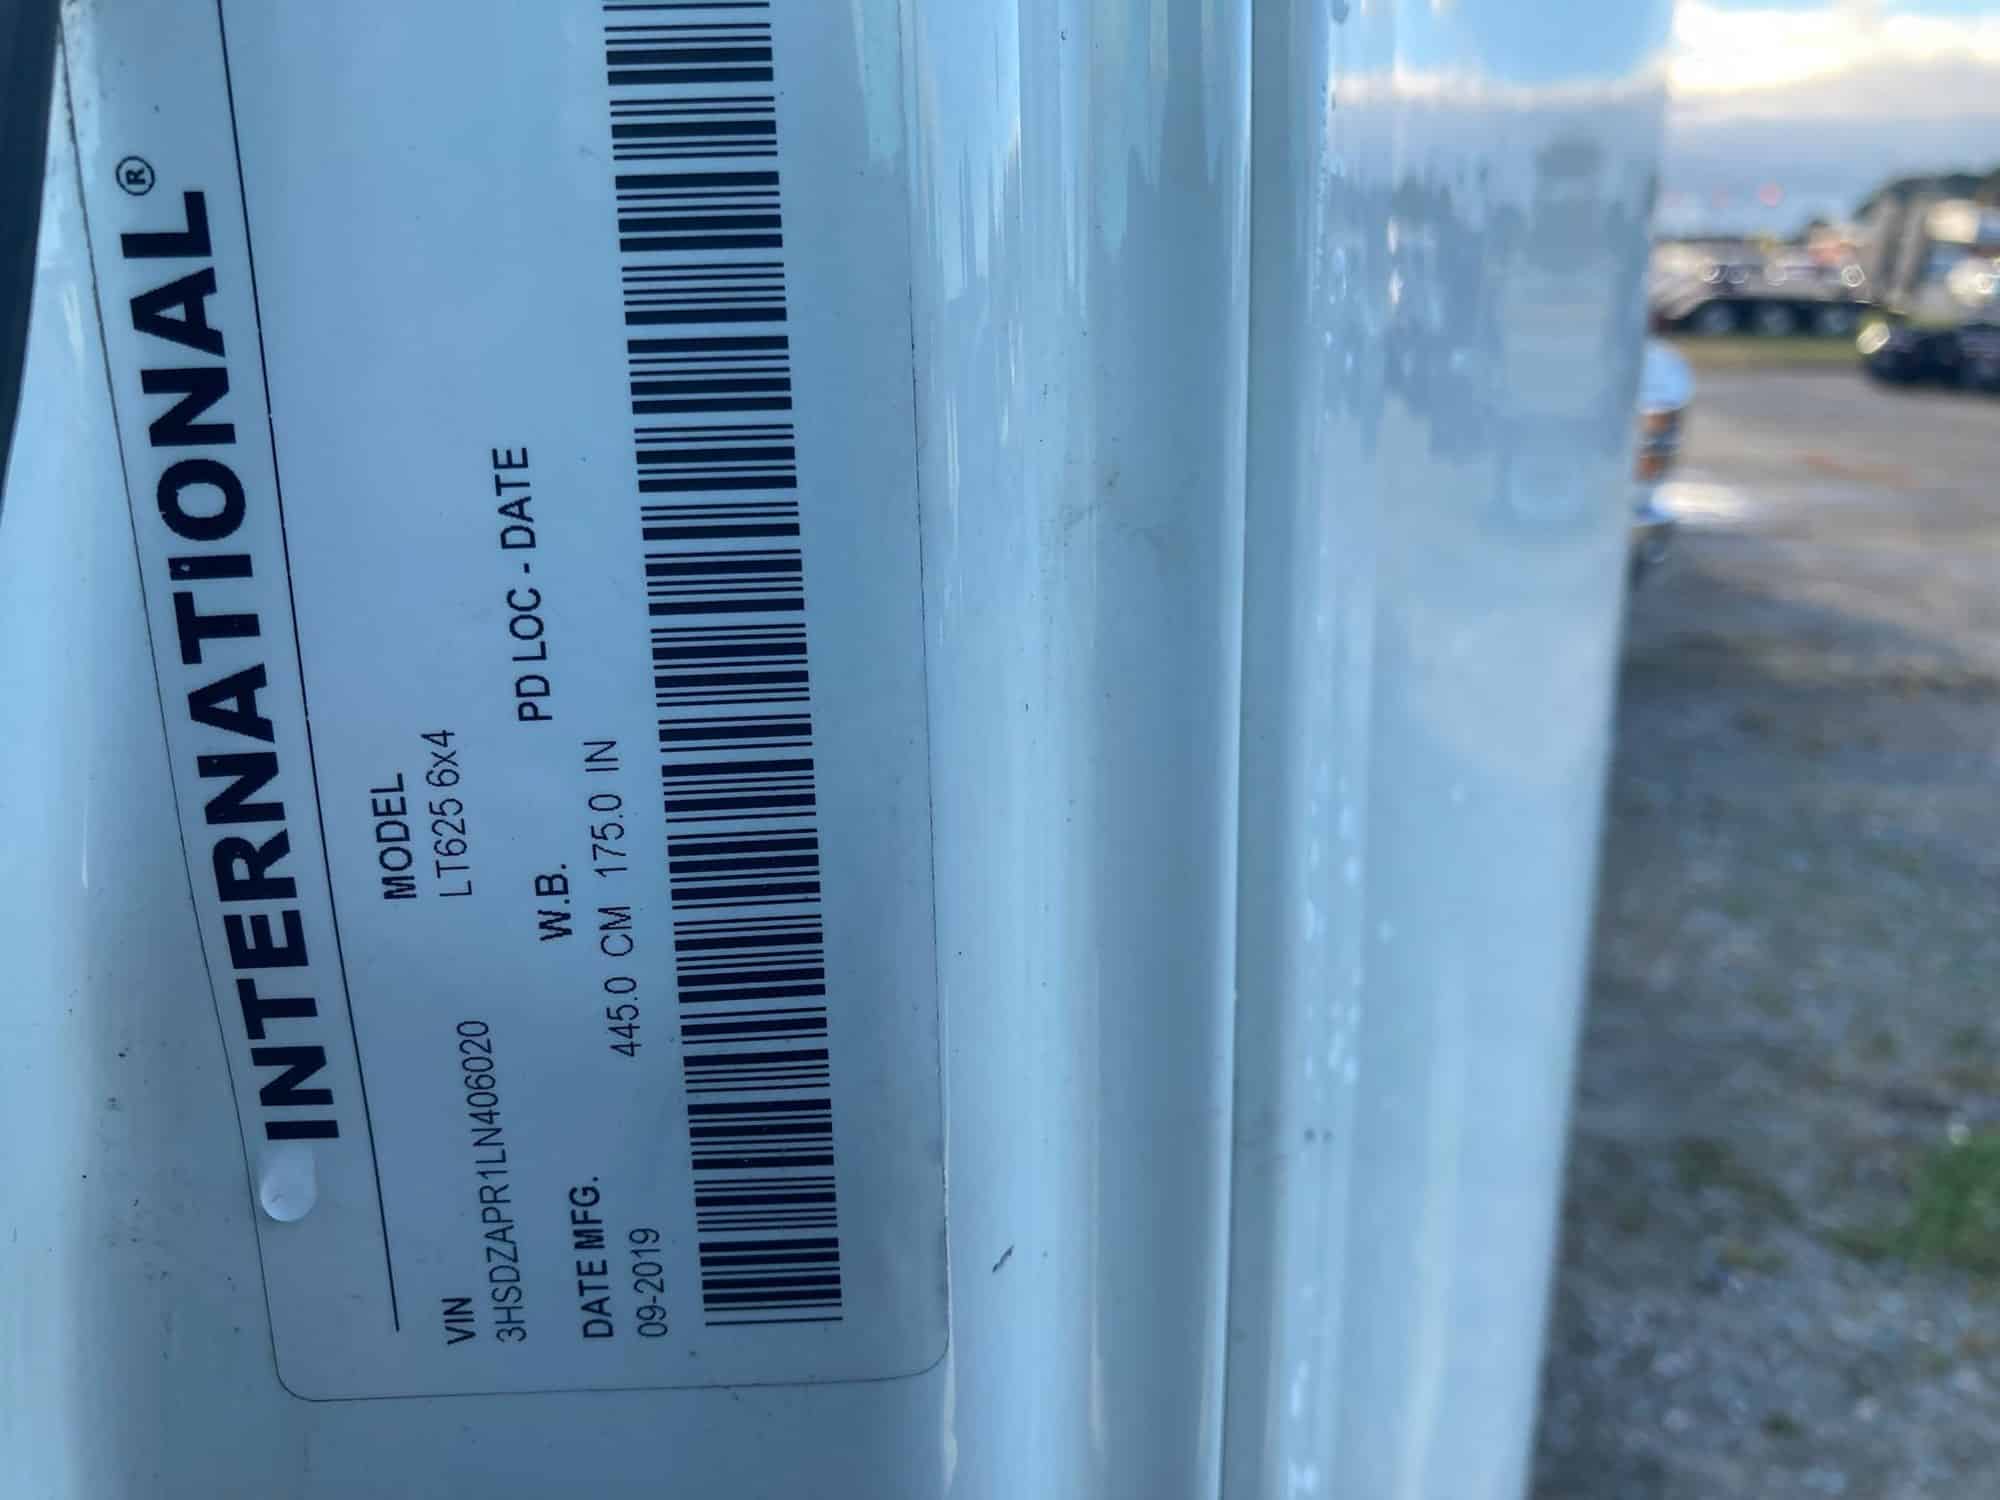 INTERNATIONAL®
MODEL
LT625 6x4
VIN
3HSDZAPR1LN406020
W.B.
PD LOC - DATE
445.0 CM 175.0 IN
DATE MFG.
09-2019